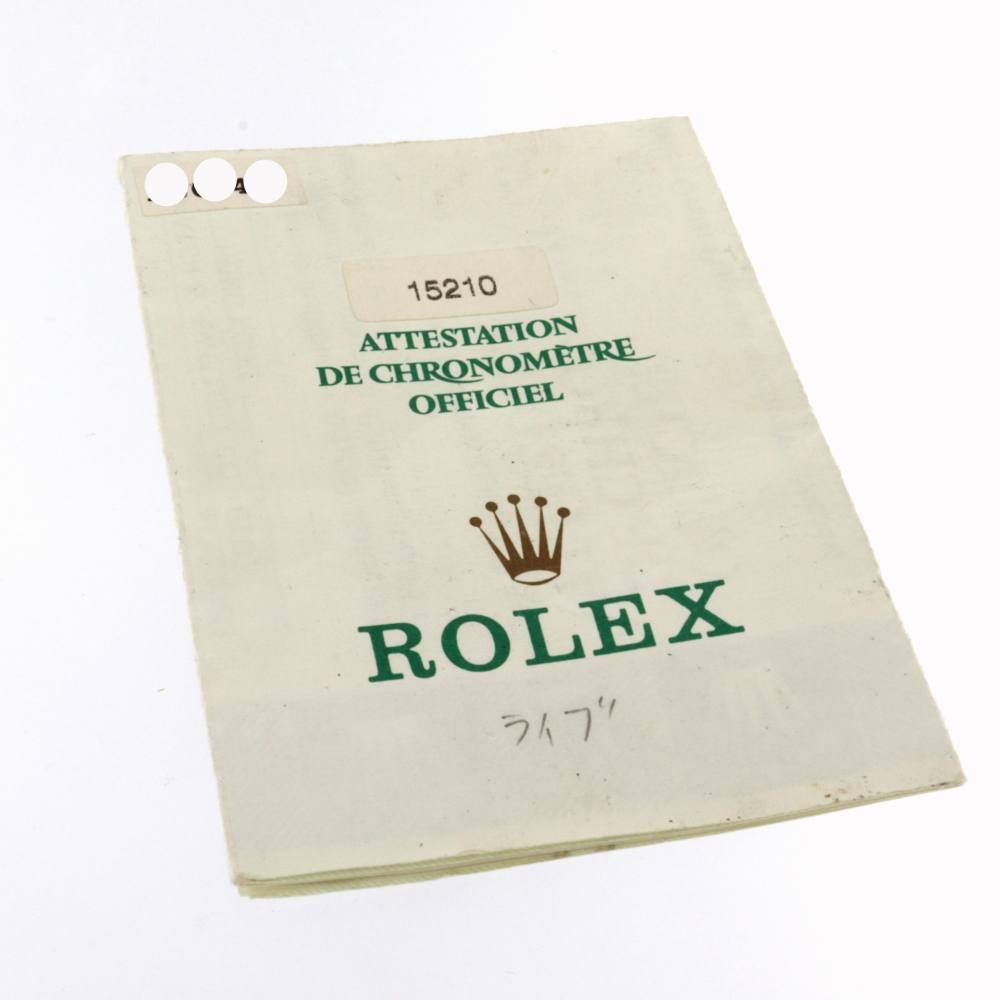 15210
ATTESTATION
DE CHRONOMÈTRE
OFFICIEL
ROLEX
ライブ